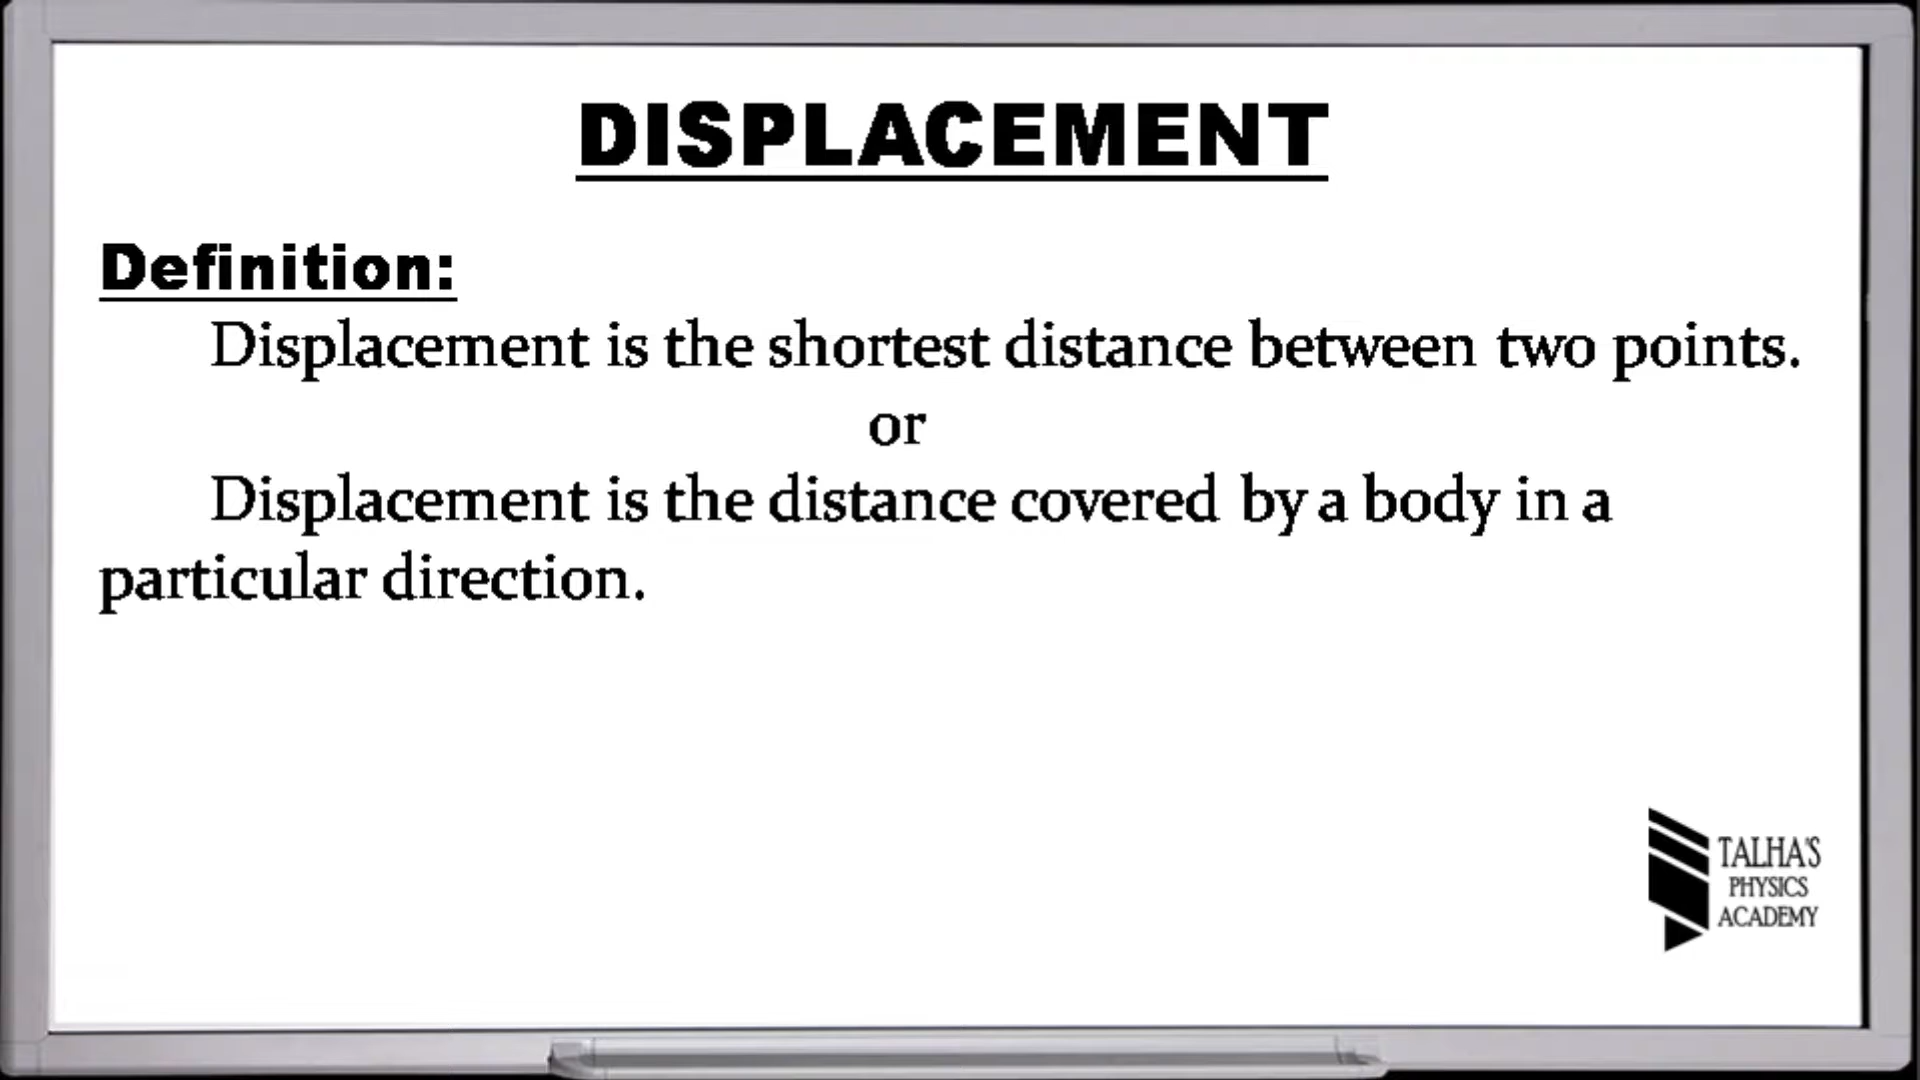 DISPLACEMENT
Definition:
Displacement is the shortest distance between two points.
or
Displacement is the distance covered by a body in a
particular direction.
TALHA'S
PHYSICS
ACADEMY